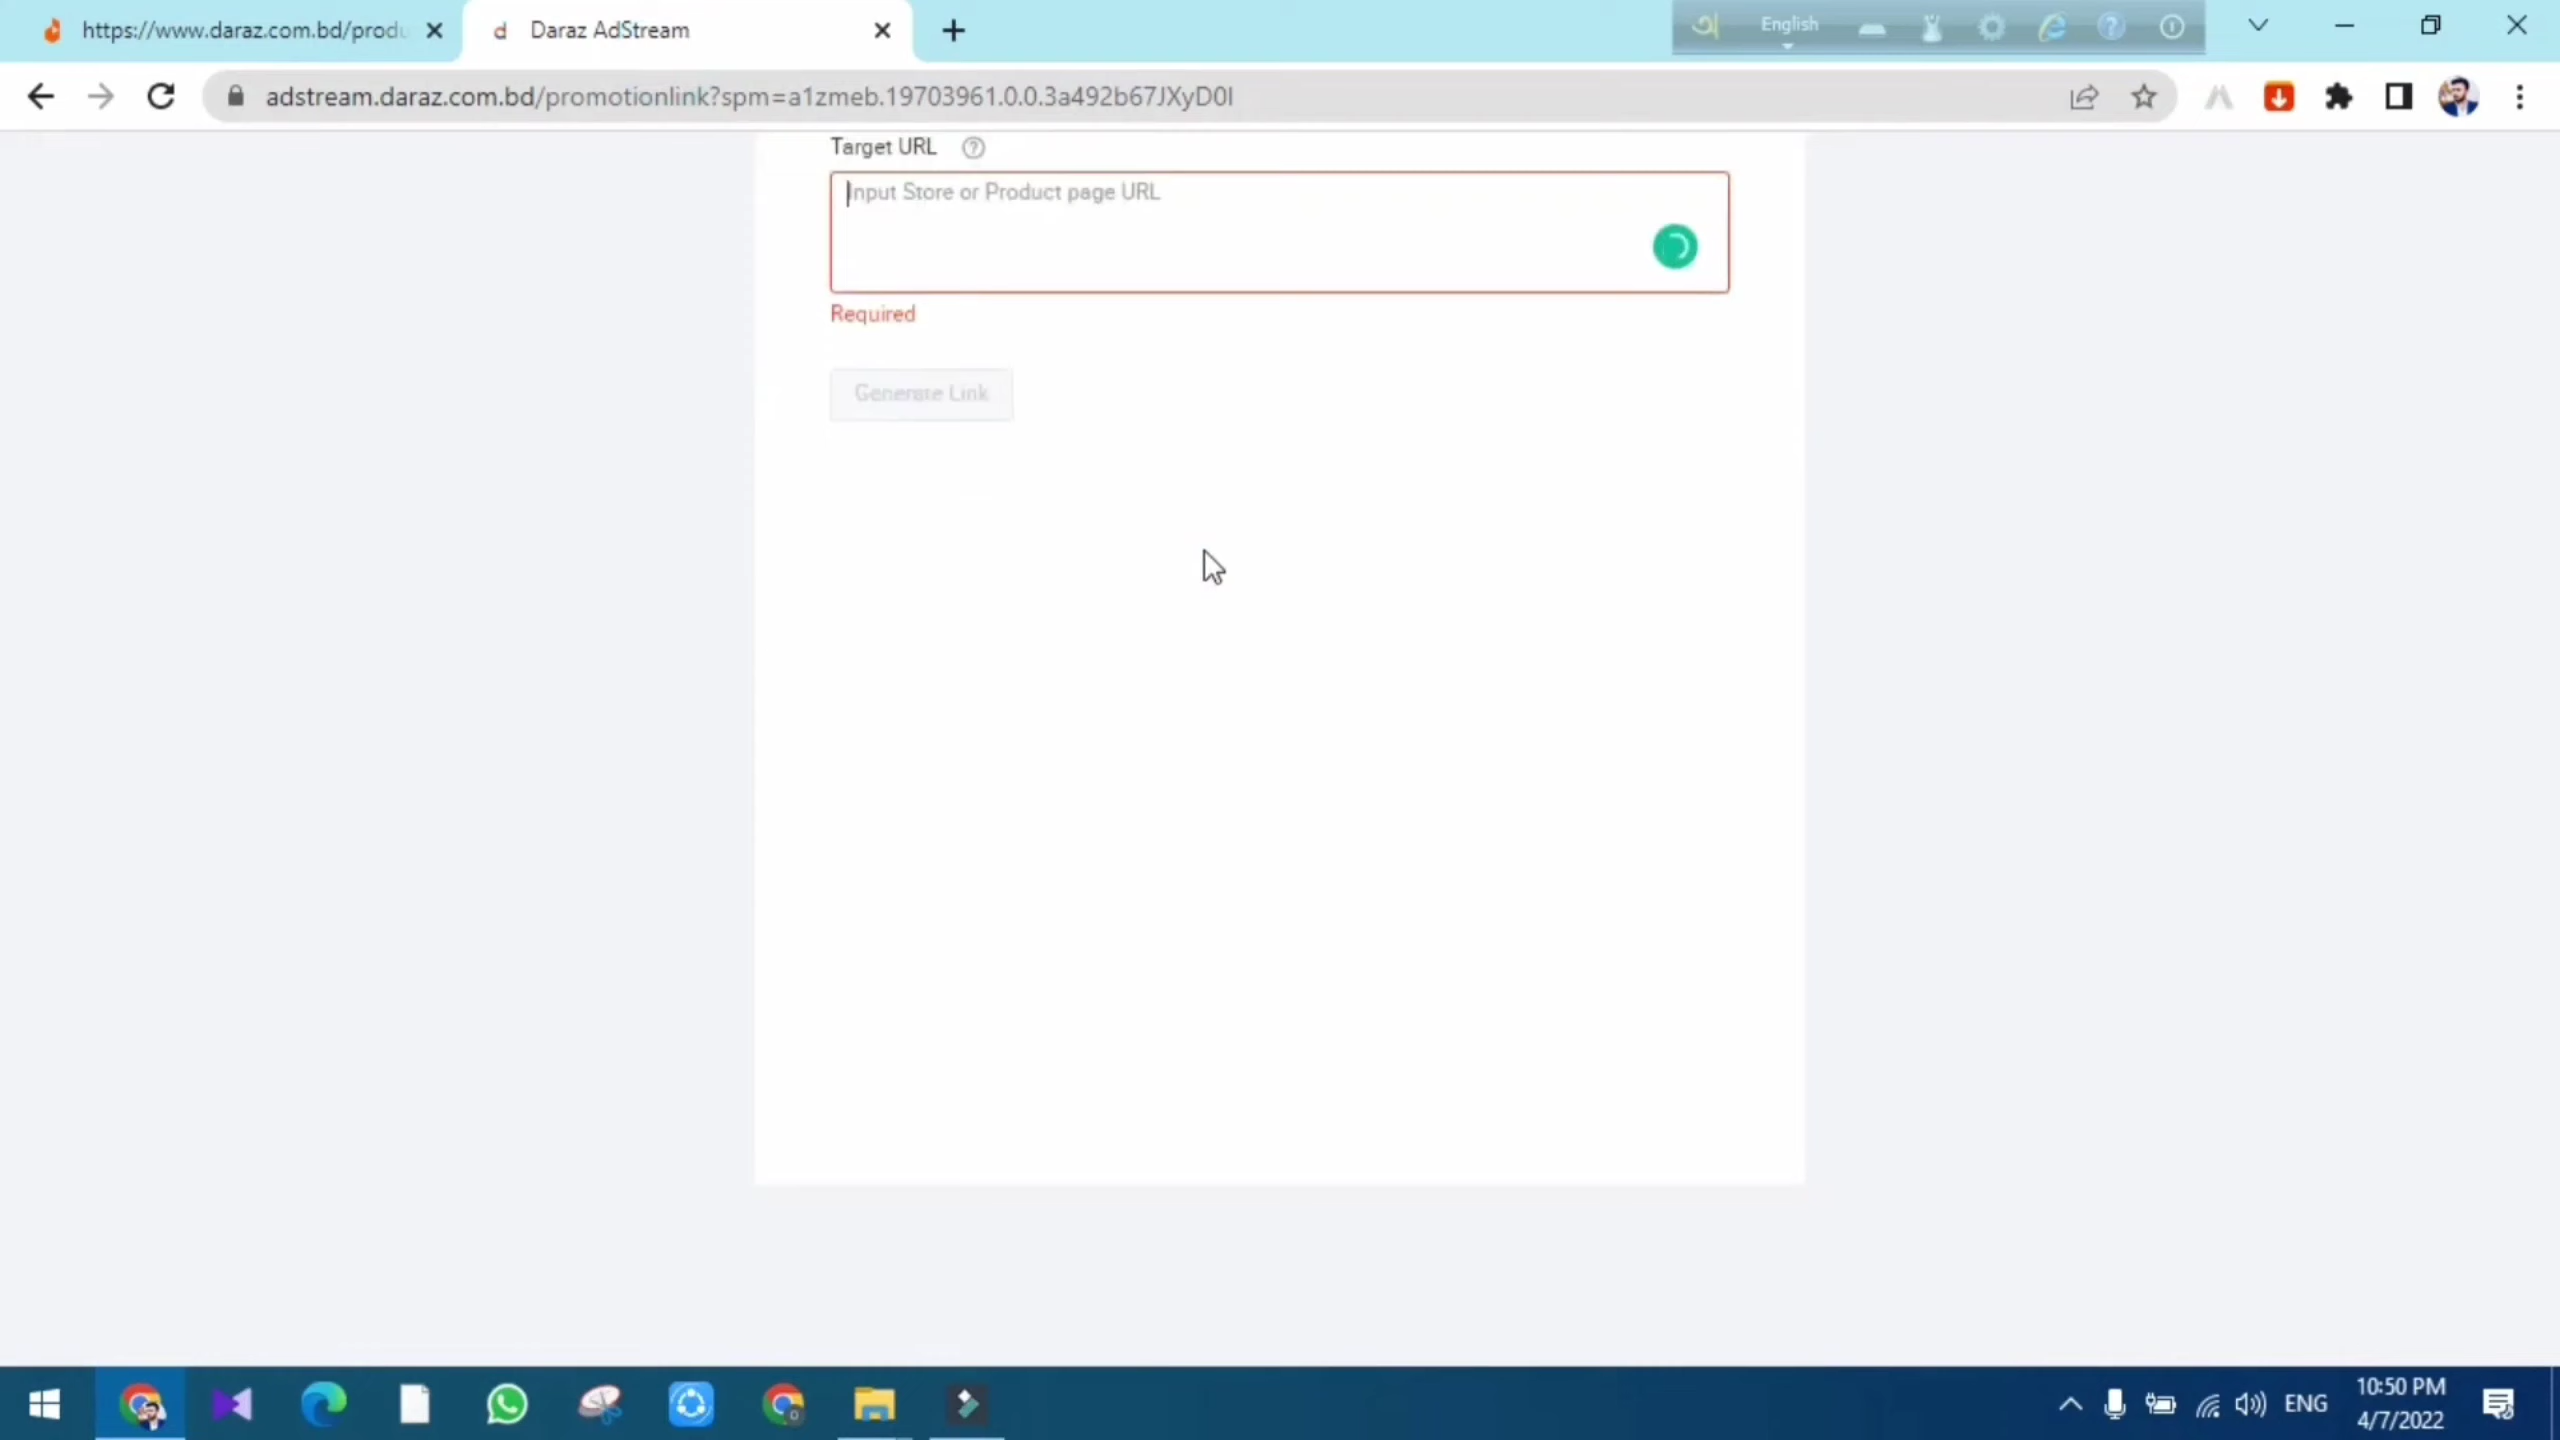 https://www.daraz.com.bd/produ
Daraz AdStream
English
adstream.daraz.com.bd/promotionlink?spm=a1zmeb.19703961.0.0.3a492b67JXyD0I
Target URL
Input Store or Product page URL
Required
Generate Link
ENG
10:50 PM
4/7/2022